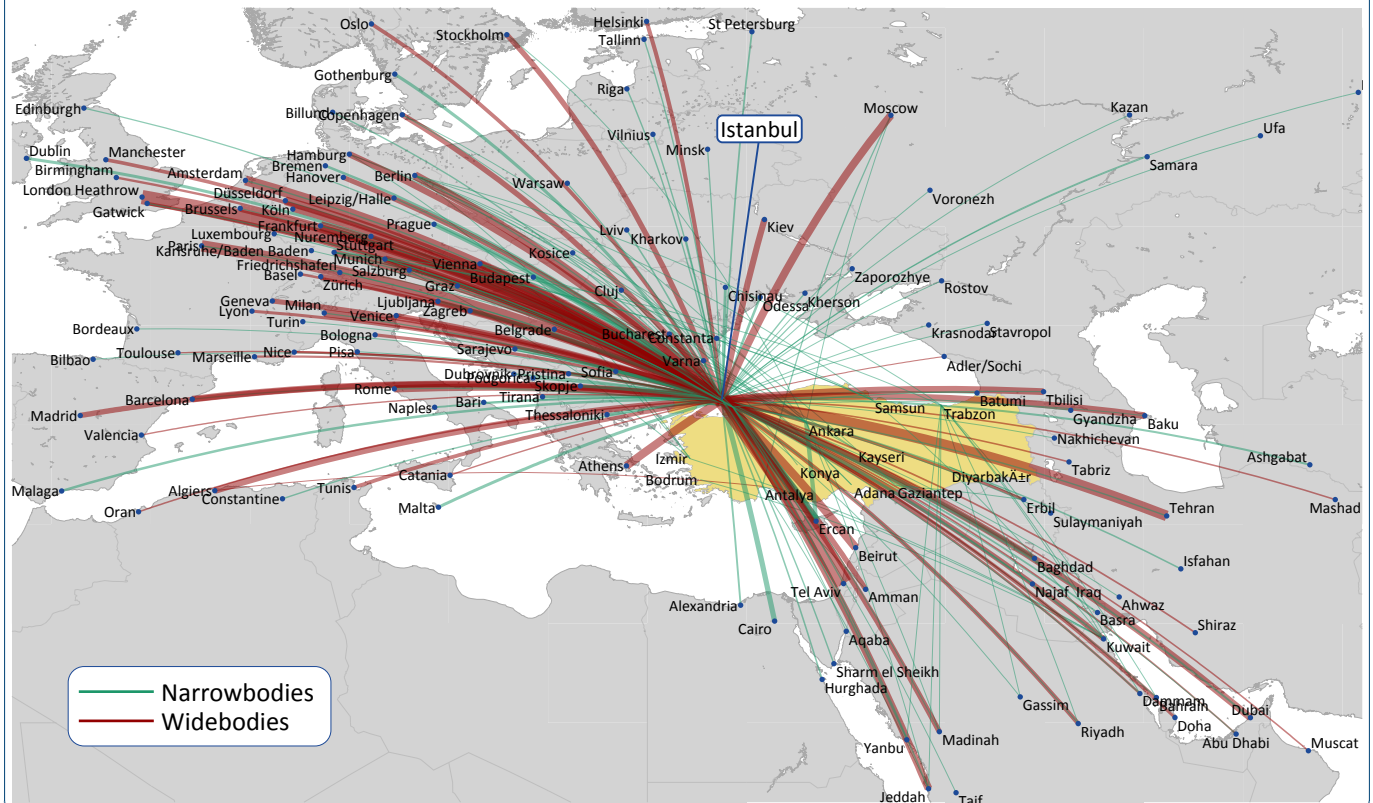 Oslo
Helsinki
St Petersburg
Stockholm
Tallinn
Gothenburg
Riga
Edinburgh
Billund
Copenhagen
Moscow
Kazan
Istanbul
Ufa
Vilnius
Minsk
Dublin
Manchester
Hamburg
Samara
Birmingham
Bremen
Amsterdam
Hanover
Berlin
Warsaw
London Heathrow
Düsseldorf
Leipzig/Halle
Voronezh
Gatwick
Brussels
Köln
Frankfurt
Prague
Kiev
Luxembourg
Nuremberg
Lviv
Kharkov
Paris
Stuttgart
Karlsruhe/Baden Baden
Munich
Kosice
Friedrichshafen
Salzburg
Vienna
Basel
Zürich
Budapest
Zaporozhye
Graz
Cluj
Rostov
Geneva
Milan
Ljubljana
Chisinau
Kherson
Lyon
Venice
Zagreb
Odessa
Turin
Bordeaux
Bologna
Belgrade
Bucharest
Constanta
Krasnodar
Stavropol
Bilbao
Toulouse
Marseille
Nice
Pisa
Sarajevo
Varna
Adler/Sochi
Dubrovnik
Pristina
Sofia
Podgorica
Skopje
Rome
Tirana
Barcelona
Naples
Bari
Batumi
Tbilisi
Madrid
Thessaloniki
Samsun
Trabzon
Gyandzha
Baku
Valencia
Ankara
Nakhichevan
Athens
Izmir
Kayseri
Ashgabat
Tabriz
Catania
Bodrum
Konya
DiyarbakÄ±r
Malaga
Algiers
Constantine
Tunis
Antalya
Adana
Gaziantep
Oran
Malta
Erbil
Tehran
Mashad
Ercan
Sulaymaniyah
Beirut
Isfahan
Baghdad
Tel Aviv
Amman
Najaf Iraq
Ahwaz
Alexandria
Basra
Cairo
Shiraz
Aqaba
Kuwait
Sharm el Sheikh
Hurghada
Narrowbodies
Gassim
Dammam
Bahrain
Dubai
Widebodies
Riyadh
Doha
Yanbu
Madinah
Abu Dhabi
Muscat
Jeddah
Taif